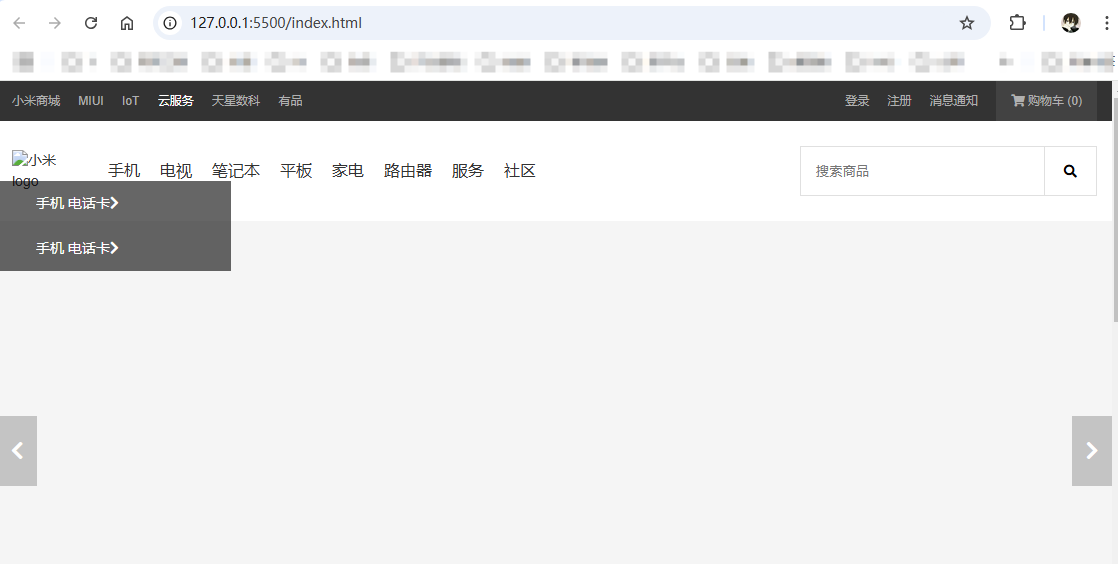 127.0.0.1:5500/index.html
小米商城 MIUI IoT 云服务 天星数科 有品 登录 注册 消息通知 购物车 (0)
小米 logo
手机 电视 笔记本 平板 家电 路由器 服务 社区 搜索商品
手机 电话卡
手机 电话卡